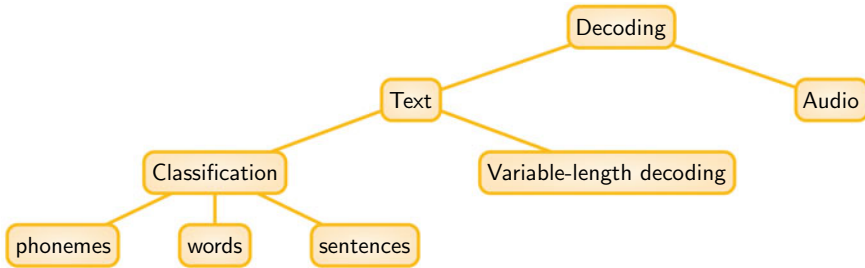 Decoding
Text
Audio
Classification
Variable-length decoding
phonemes
words
sentences